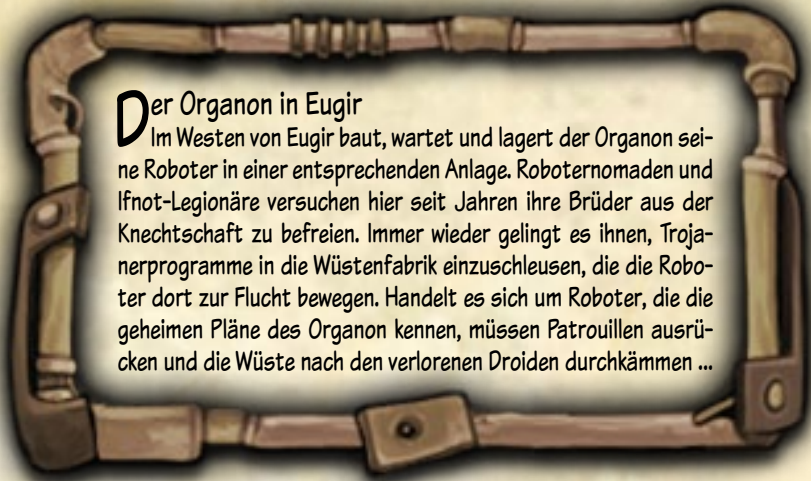 Der Organon in Eugir
Im Westen von Eugir baut, wartet und lagert der Organon sei-
ne Roboter in einer entsprechenden Anlage. Roboternomaden und
Ifnot-Legionäre versuchen hier seit Jahren ihre Brüder aus der
Knechtschaft zu befreien. Immer wieder gelingt es ihnen, Troja-
nerprogramme in die Wüstenfabrik einzuschleusen, die die Robo-
ter dort zur Flucht bewegen. Handelt es sich um Roboter, die die
geheimen Pläne des Organon kennen, müssen Patrouillen ausrü-
cken und die Wüste nach den verlorenen Droiden durchkämmen ...